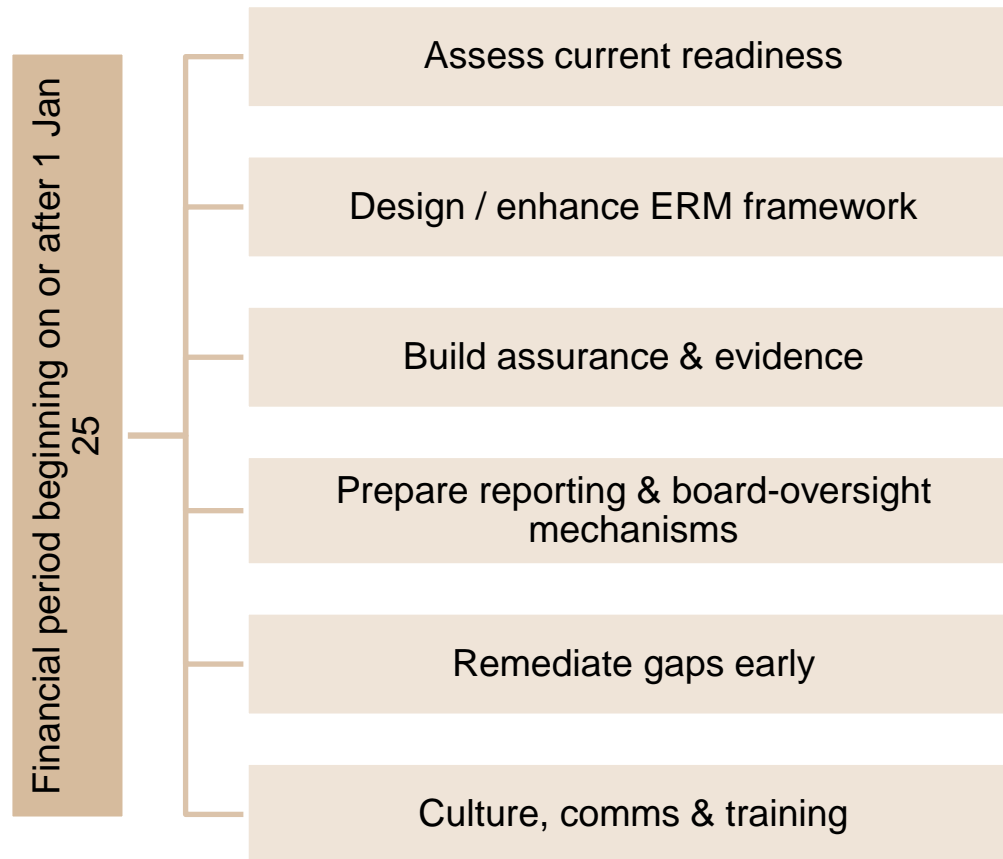 Financial period beginning on or after 1 Jan
25
Assess current readiness
Design / enhance ERM framework
Build assurance & evidence
Prepare reporting & board-oversight
mechanisms
Remediate gaps early
Culture, comms & training